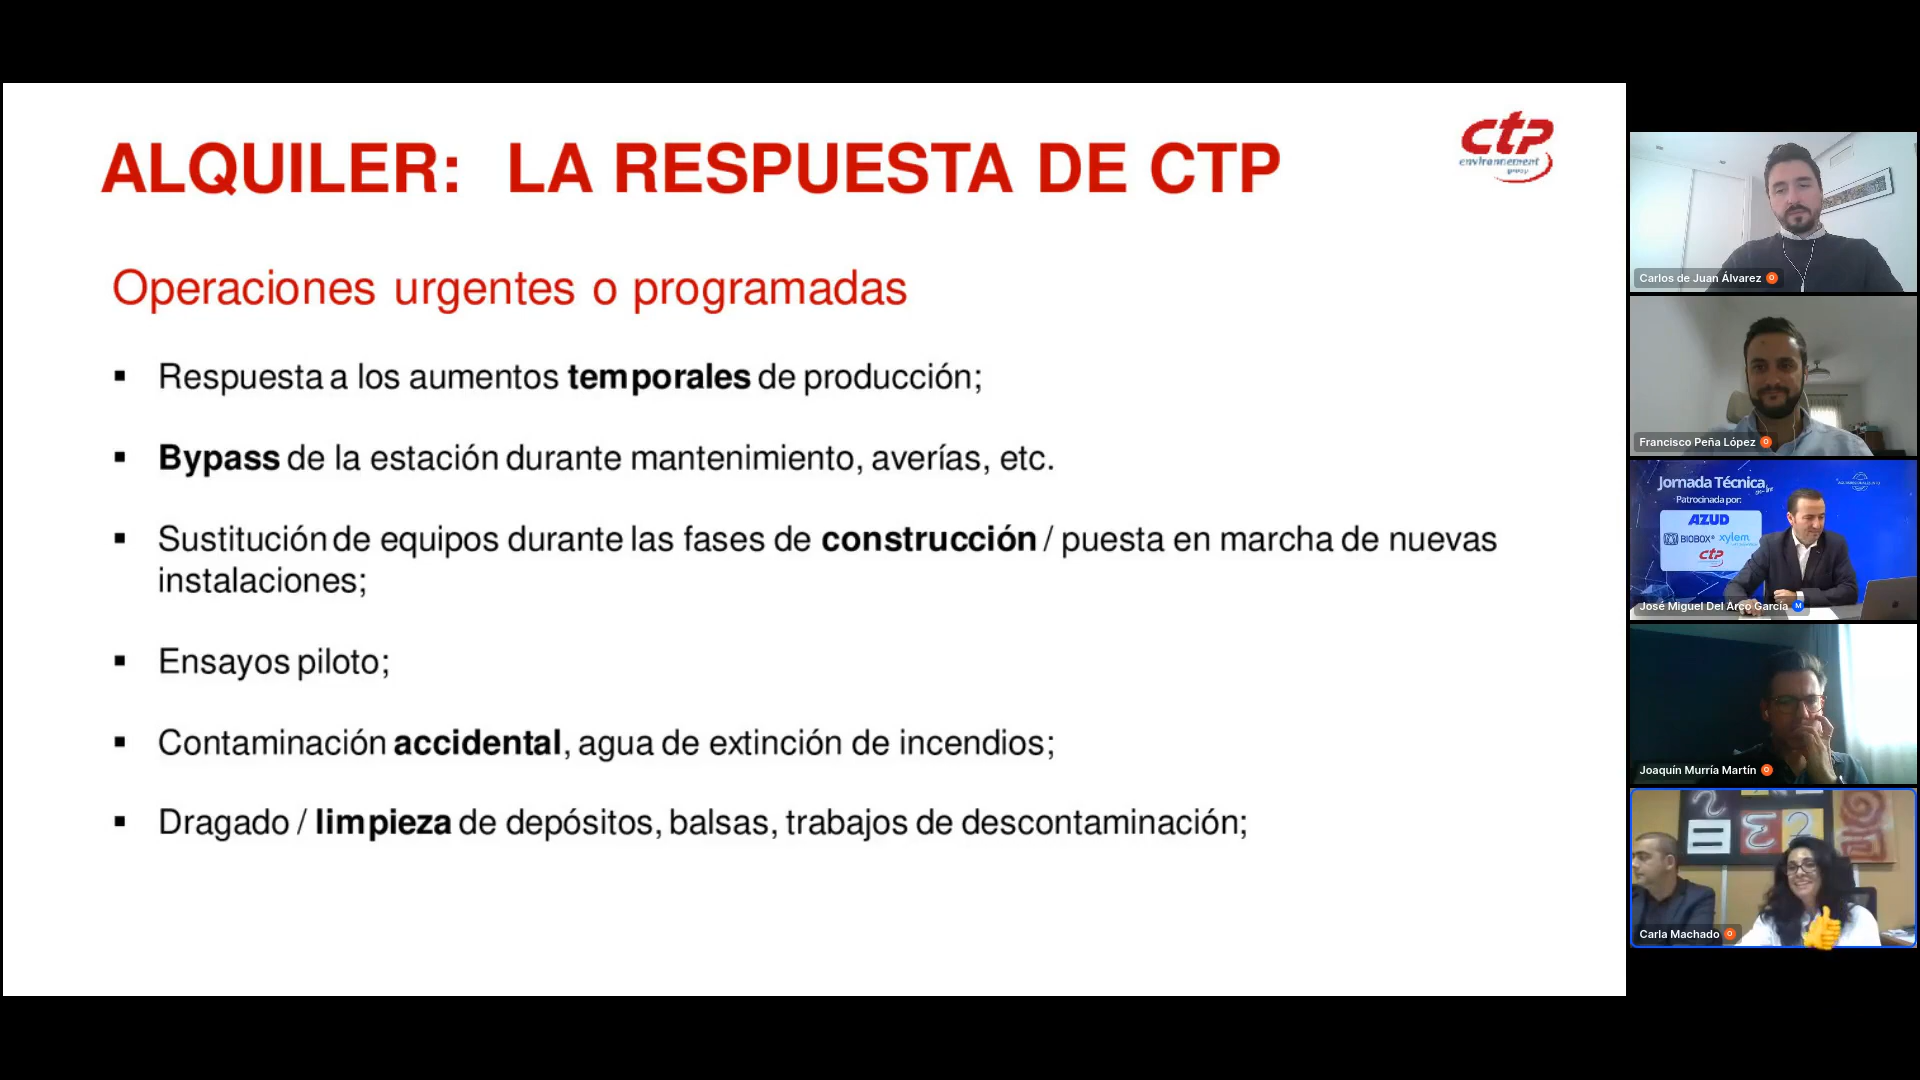 ALQUILER: LA RESPUESTA DE CTP
ctp
environnement
group
Operaciones urgentes o programadas
▪ Respuesta a los aumentos temporales de producción;
▪ Bypass de la estación durante mantenimiento, averías, etc.
▪ Sustitución de equipos durante las fases de construcción / puesta en marcha de nuevas
instalaciones;
▪ Ensayos piloto;
▪ Contaminación accidental, agua de extinción de incendios;
▪ Dragado / limpieza de depósitos, balsas, trabajos de descontaminación;
Carlos de Juan Álvarez
Francisco Peña López
Jornada Técnica
on-line
Patrocinada por:
AZUD
BIOBOX® xylem
ctp
José Miguel Del Arco García M
Joaquín Murría Martín
Carla Machado